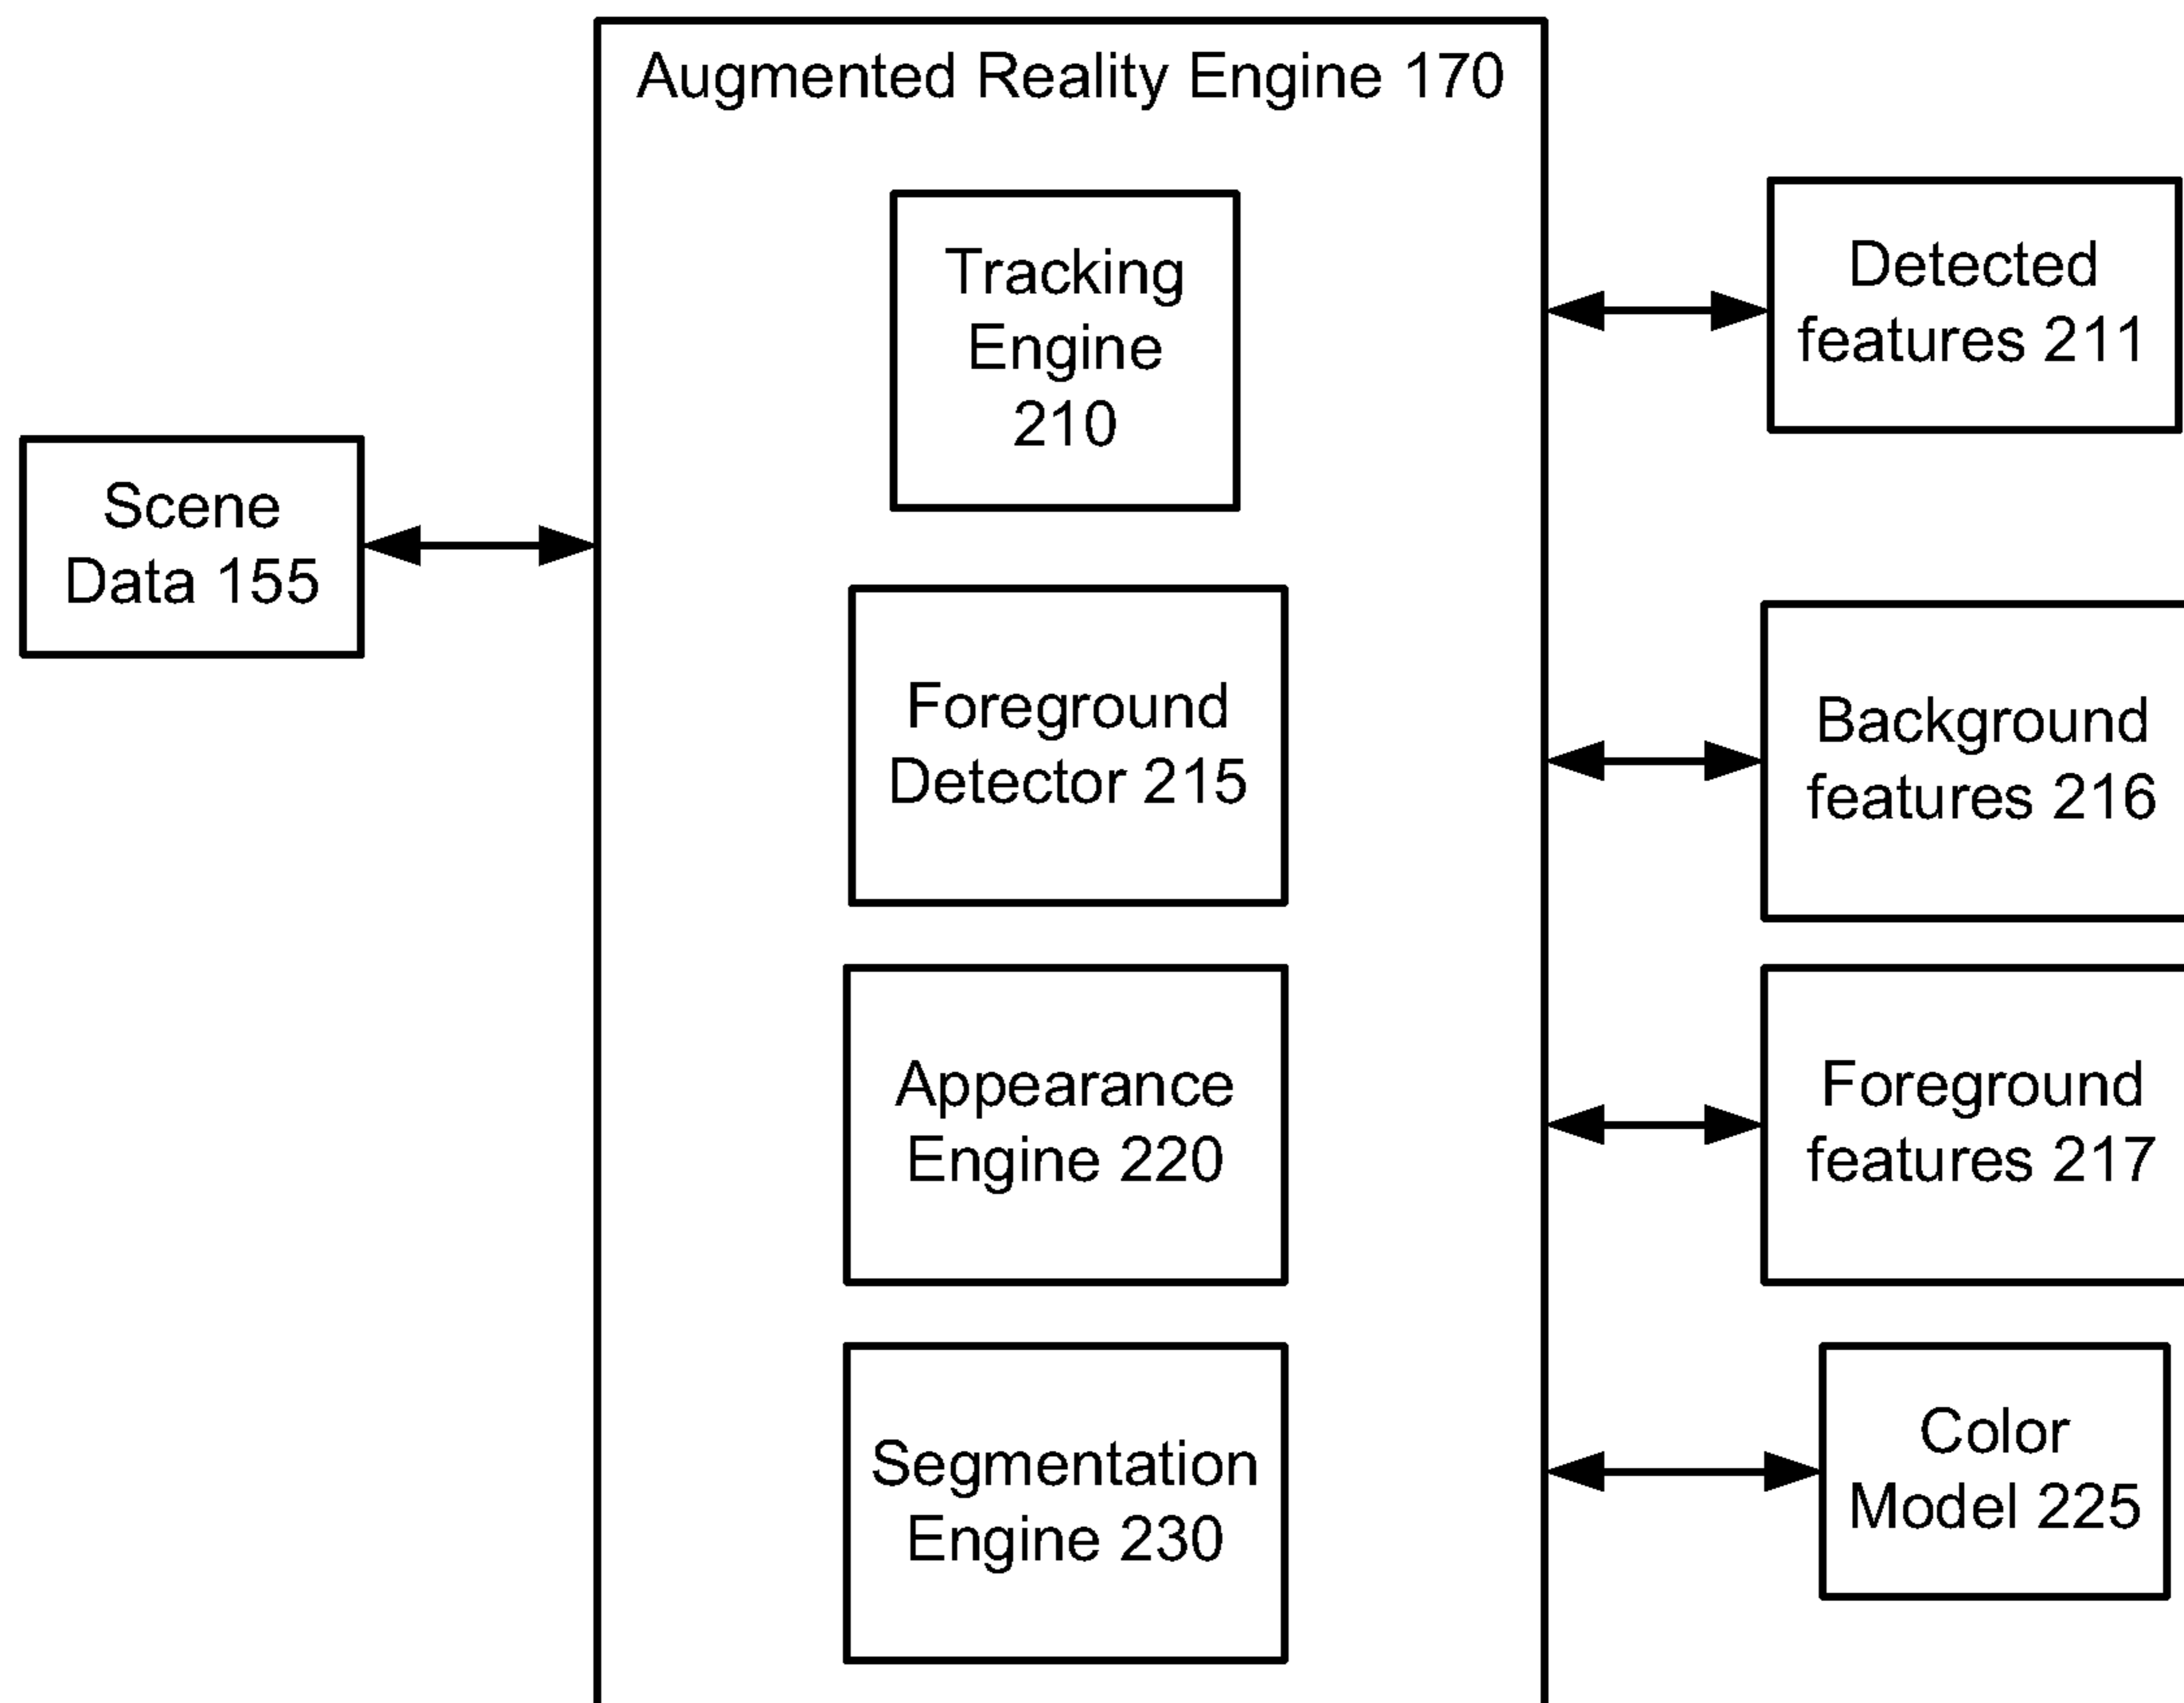 Augmented Reality Engine 170
Tracking
Engine
210
Detected
features 211
Scene
Data 155
Foreground
Detector 215
Background
features 216
Appearance
Engine 220
Foreground
features 217
Segmentation
Engine 230
Color
Model 225